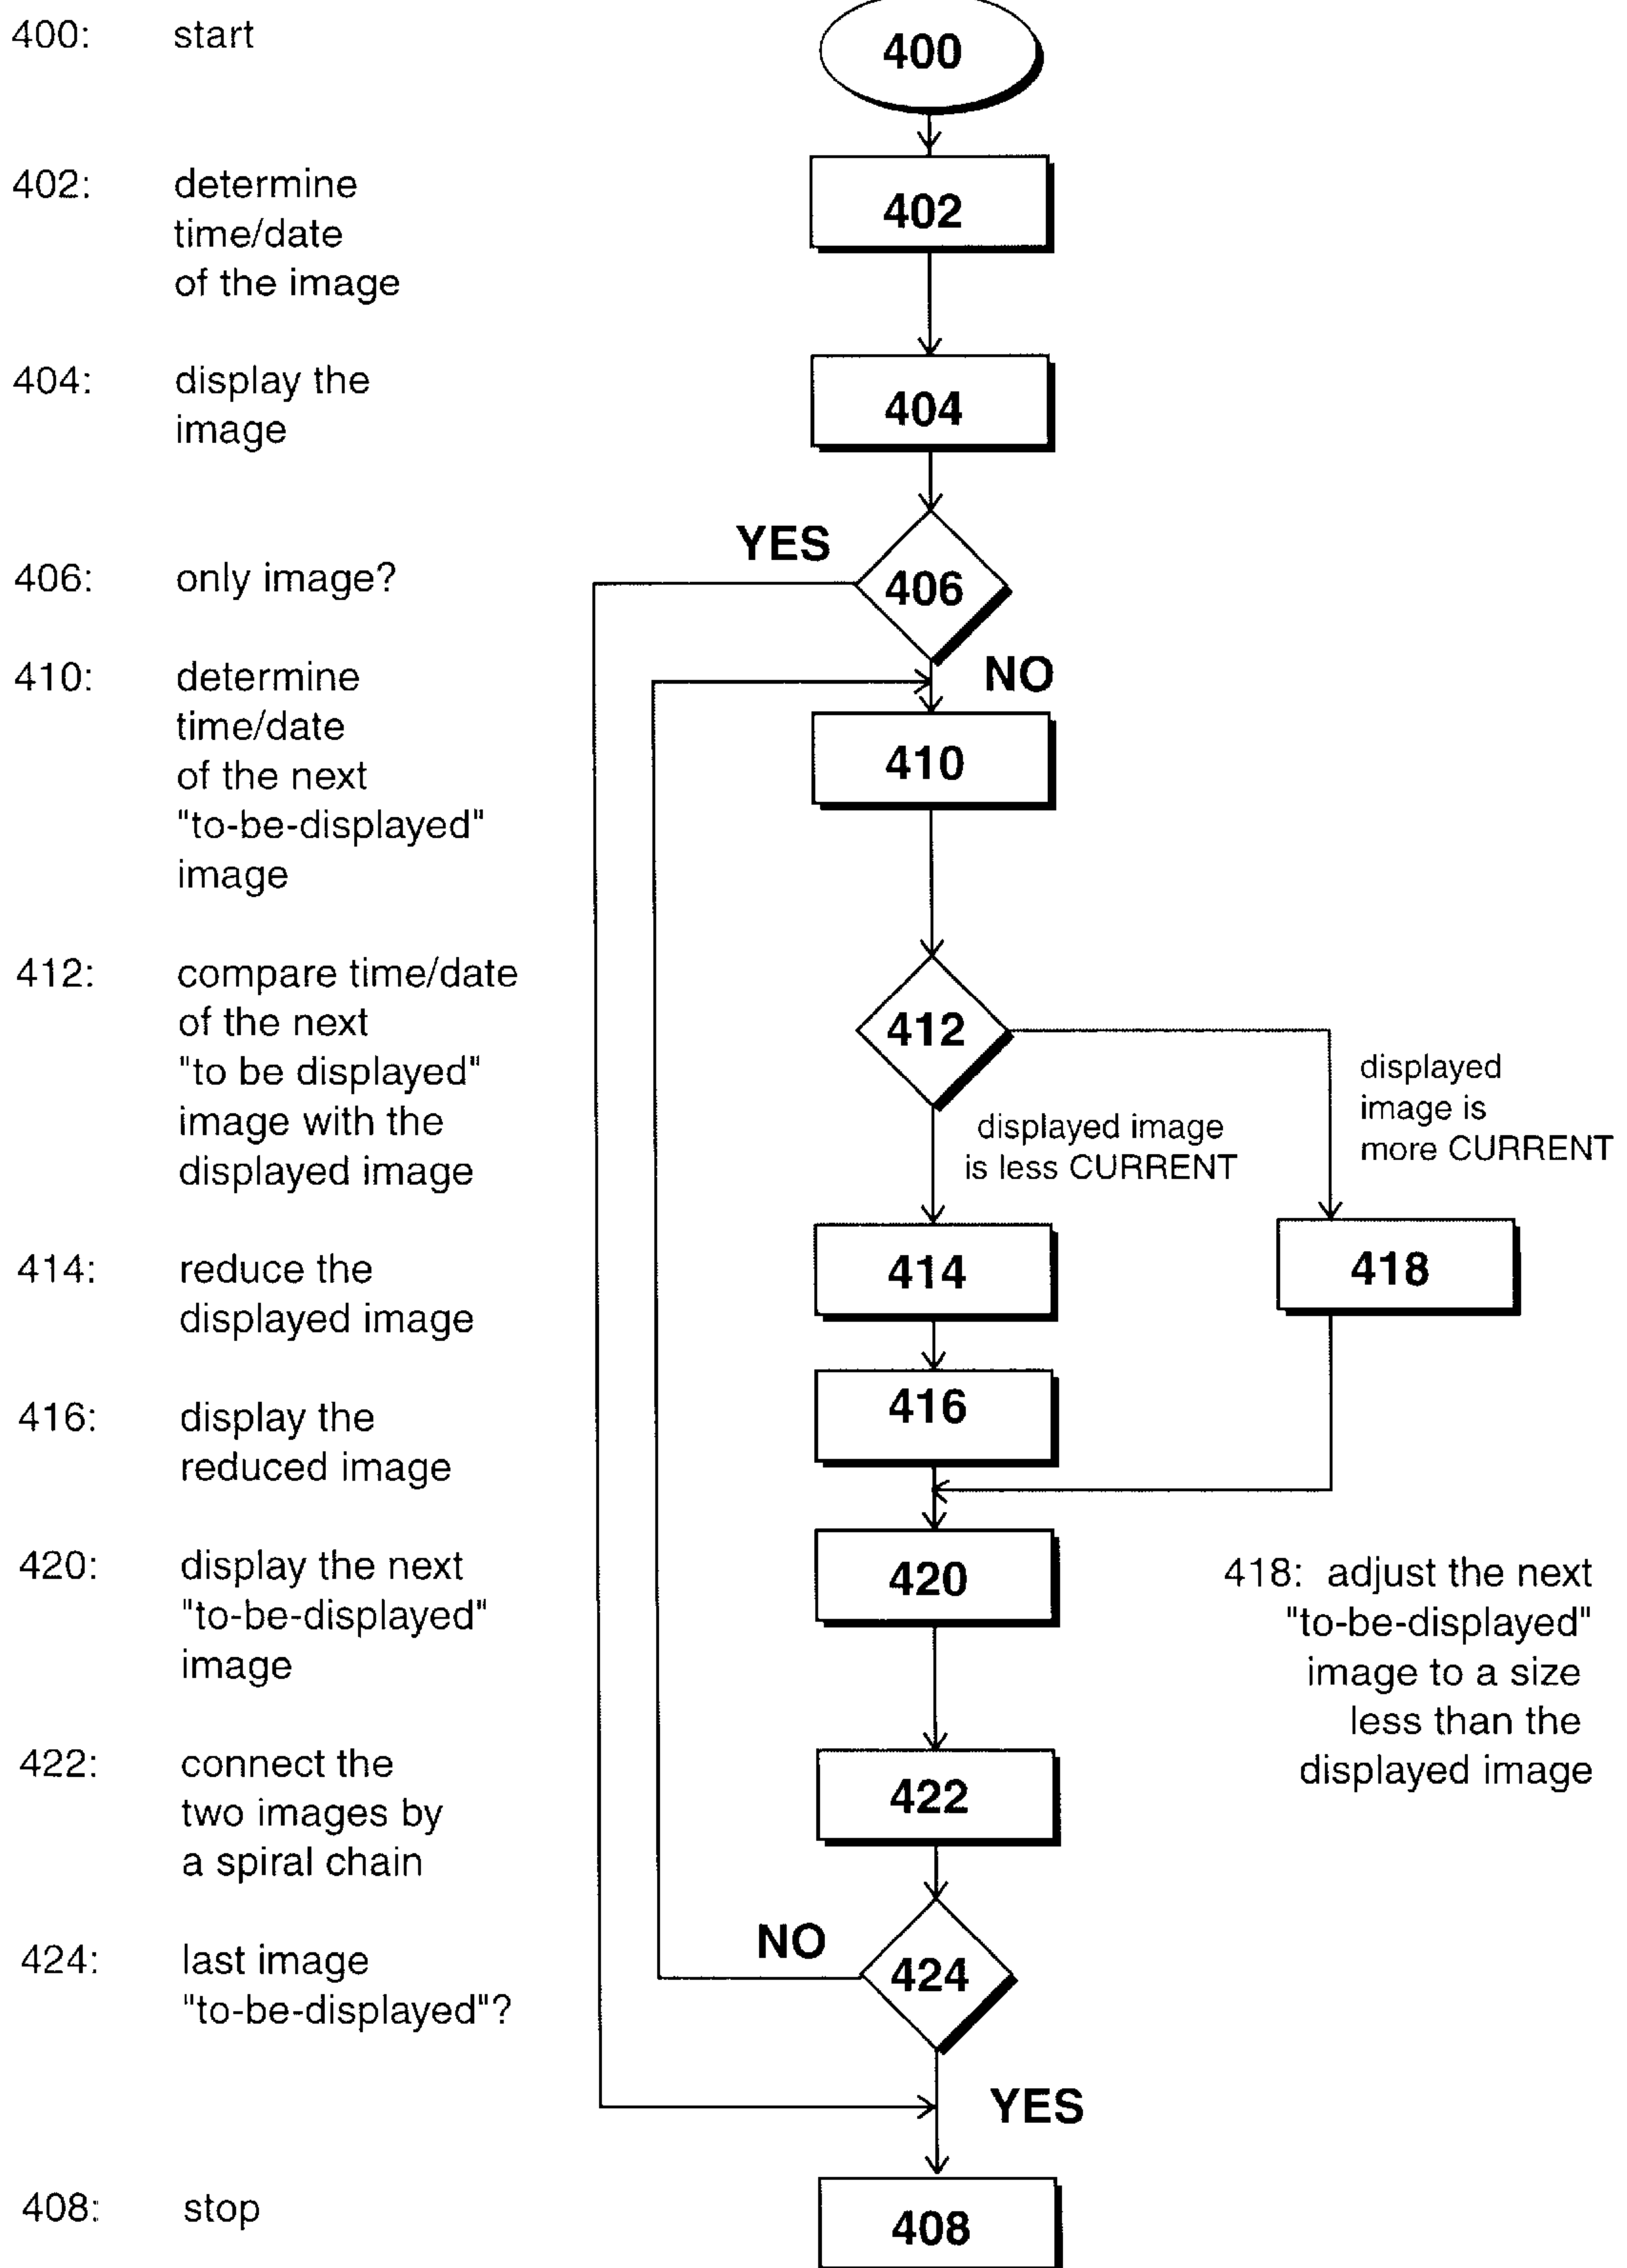 400: start
402: determine
time/date
of the image
404: display the
image
406: only image?
410: determine
time/date
of the next
"to-be-displayed"
image
412: compare time/date
of the next
"to be displayed"
image with the
displayed image
414: reduce the
displayed image
416: display the
reduced image
420: display the next
"to-be-displayed"
image
422: connect the
two images by
a spiral chain
424: last image
"to-be-displayed"?
408: stop
400
402
404
YES
406
NO
410
412
displayed image
is less CURRENT
displayed
image is
more CURRENT
414
418
416
420
418: adjust the next
"to-be-displayed"
image to a size
less than the
displayed image
422
NO
424
YES
408